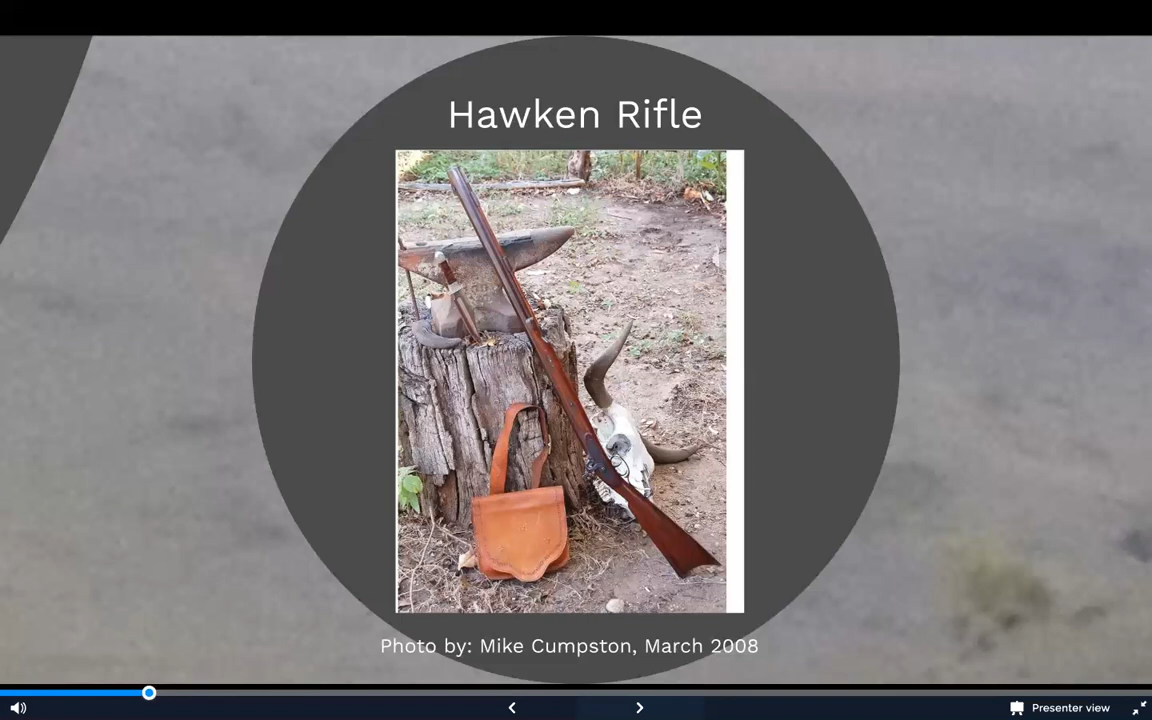 Hawken Rifle
Photo by: Mike Cumpston, March 2008
Presenter view